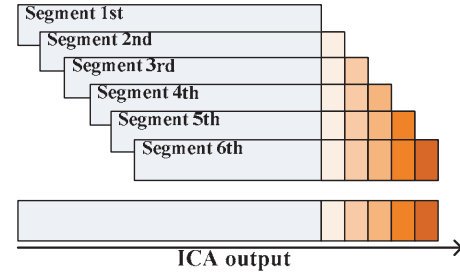 Segment 1st
Segment 2nd
Segment 3rd
Segment 4th
Segment 5th
Segment 6th
ICA output